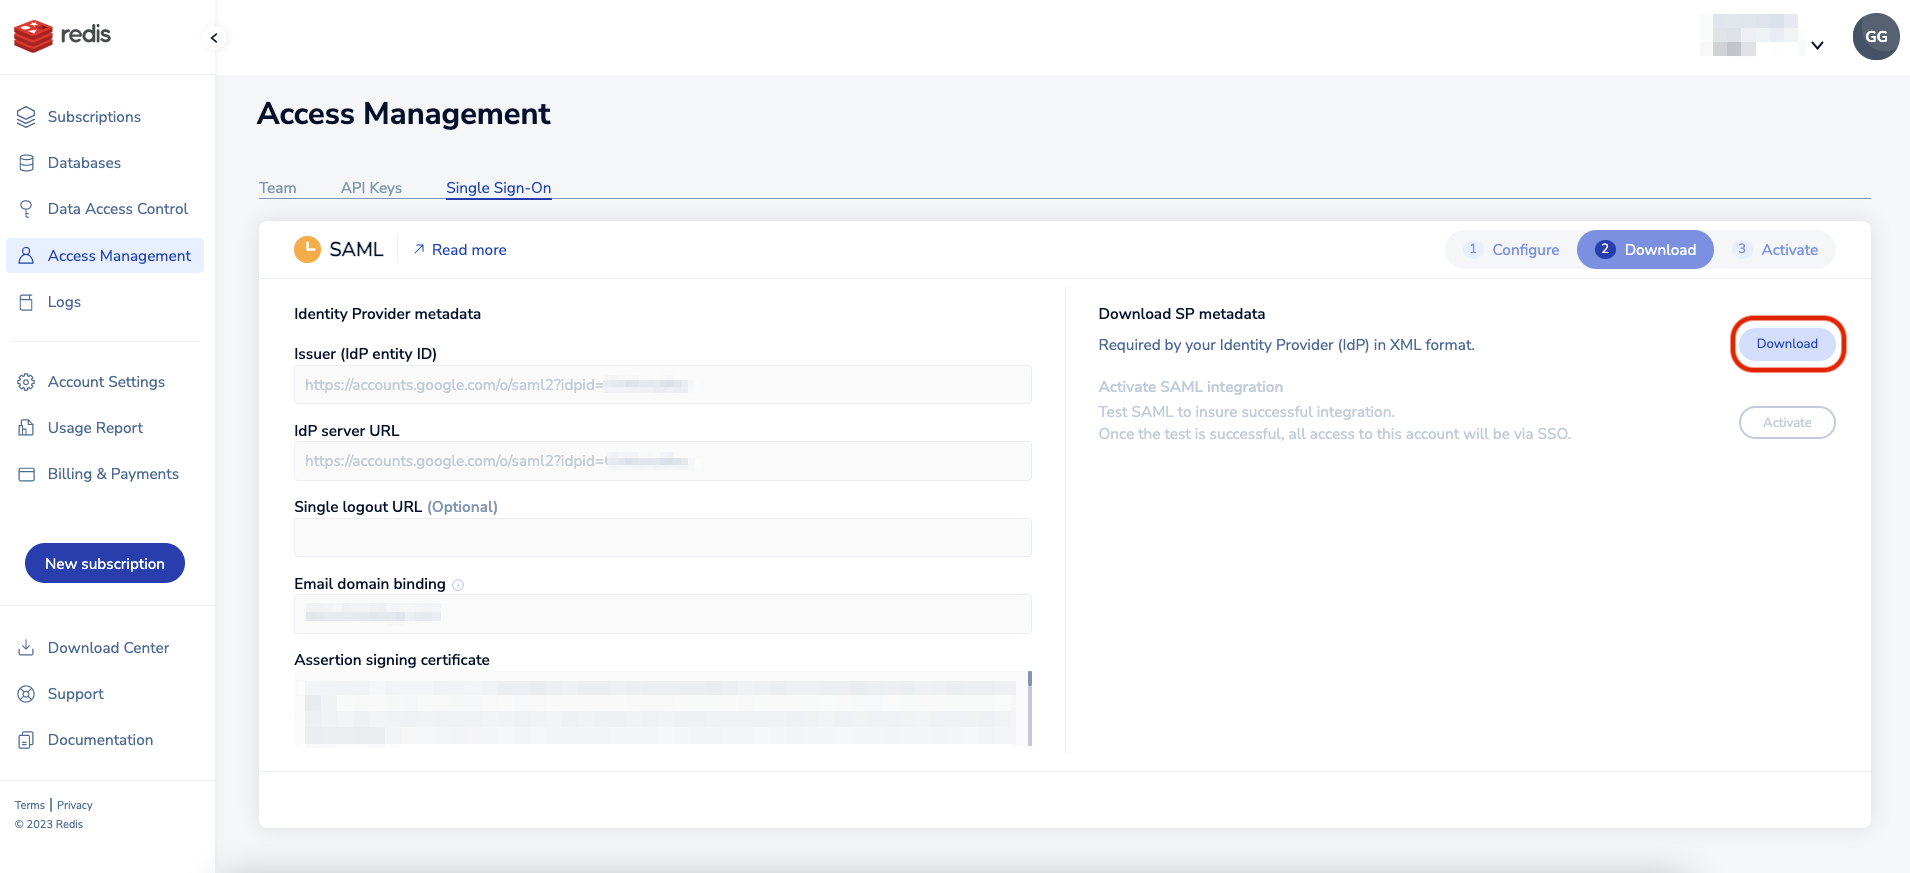 redis
GG
Subscriptions
Databases
Data Access Control
Access Management
Logs
Account Settings
Usage Report
Billing & Payments
New subscription
Download Center
Support
Documentation
Terms | Privacy
© 2023 Redis
Access Management
Team API Keys Single Sign-On
SAML Read more
1 Configure 2 Download 3 Activate
Identity Provider metadata
Issuer (IdP entity ID)
https://accounts.google.com/o/saml2?idpid=
IdP server URL
https://accounts.google.com/o/saml2?idpid=
Single logout URL (Optional)
Email domain binding
Assertion signing certificate
Download SP metadata
Required by your Identity Provider (IdP) in XML format.
Download
Activate SAML integration
Test SAML to insure successful integration.
Once the test is successful, all access to this account will be via SSO.
Activate